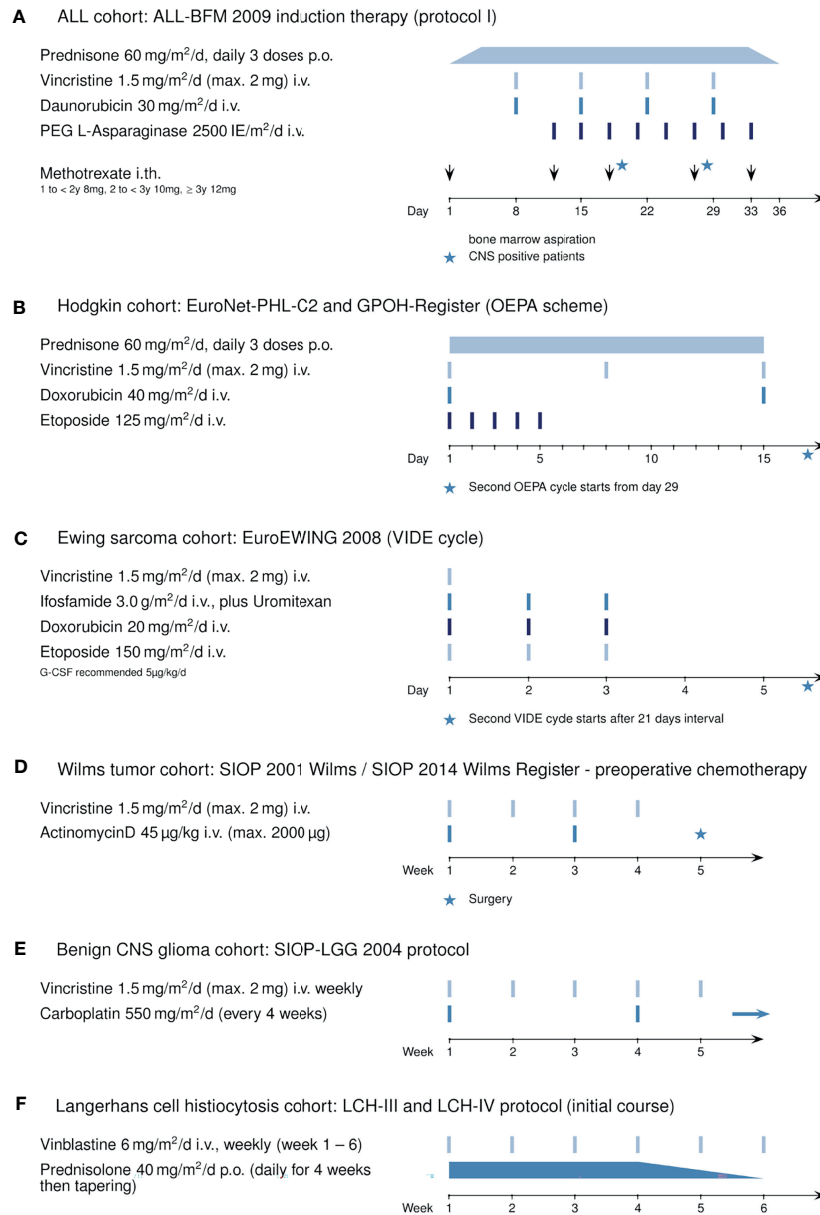 A ALL cohort: ALL-BFM 2009 induction therapy (protocol I)
Prednisone 60 mg/m²/d, daily 3 doses p.o.
Vincristine 1.5 mg/m²/d (max. 2 mg) i.v.
Daunorubicin 30 mg/m²/d i.v.
PEG L-Asparaginase 2500 IE/m²/d i.v.
Methotrexate i.th.
1 to < 2y 8mg, 2 to < 3y 10mg, ≥ 3y 12mg
Day 1 8 15 22 29 33 36
bone marrow aspiration
★ CNS positive patients
B Hodgkin cohort: EuroNet-PHL-C2 and GPOH-Register (OEPA scheme)
Prednisone 60 mg/m²/d, daily 3 doses p.o.
Vincristine 1.5 mg/m²/d (max. 2 mg) i.v.
Doxorubicin 40 mg/m²/d i.v.
Etoposide 125 mg/m²/d i.v.
Day 1 5 10 15
★ Second OEPA cycle starts from day 29
C Ewing sarcoma cohort: EuroEWING 2008 (VIDE cycle)
Vincristine 1.5 mg/m²/d (max. 2 mg) i.v.
Ifosfamide 3.0 g/m²/d i.v., plus Uromitexan
Doxorubicin 20 mg/m²/d i.v.
Etoposide 150 mg/m²/d i.v.
G-CSF recommended 5µg/kg/d
Day 1 2 3 4 5
★ Second VIDE cycle starts after 21 days interval
D Wilms tumor cohort: SIOP 2001 Wilms / SIOP 2014 Wilms Register - preoperative chemotherapy
Vincristine 1.5 mg/m²/d (max. 2 mg) i.v.
ActinomycinD 45 µg/kg i.v. (max. 2000 µg)
Week 1 2 3 4 5
★ Surgery
E Benign CNS glioma cohort: SIOP-LGG 2004 protocol
Vincristine 1.5 mg/m²/d (max. 2 mg) i.v. weekly
Carboplatin 550 mg/m²/d (every 4 weeks)
Week 1 2 3 4 5
F Langerhans cell histiocytosis cohort: LCH-III and LCH-IV protocol (initial course)
Vinblastine 6 mg/m²/d i.v., weekly (week 1 – 6)
Prednisolone 40 mg/m²/d p.o. (daily for 4 weeks
then tapering)
Week 1 2 3 4 5 6